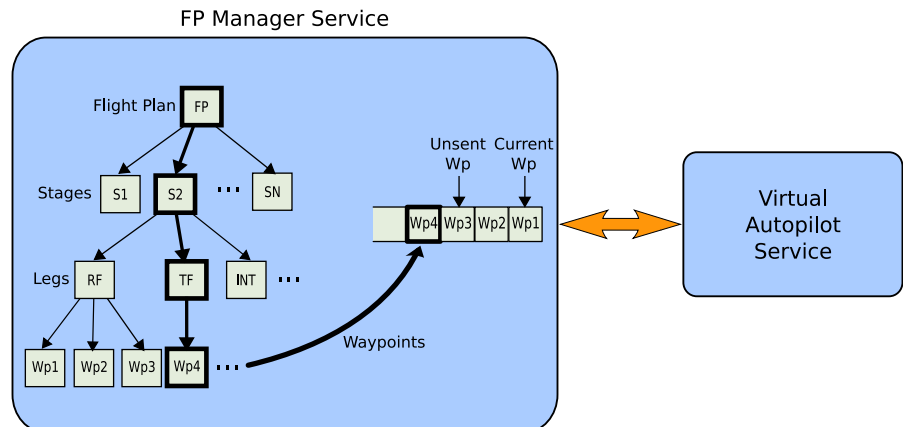 FP Manager Service
Flight Plan
FP
Unsent Wp
Current Wp
Stages
S1
S2
...
SN
Wp4
Wp3
Wp2
Wp1
Virtual
Autopilot
Service
Legs
RF
TF
INT
...
Wp1
Wp2
Wp3
Wp4
...
Waypoints